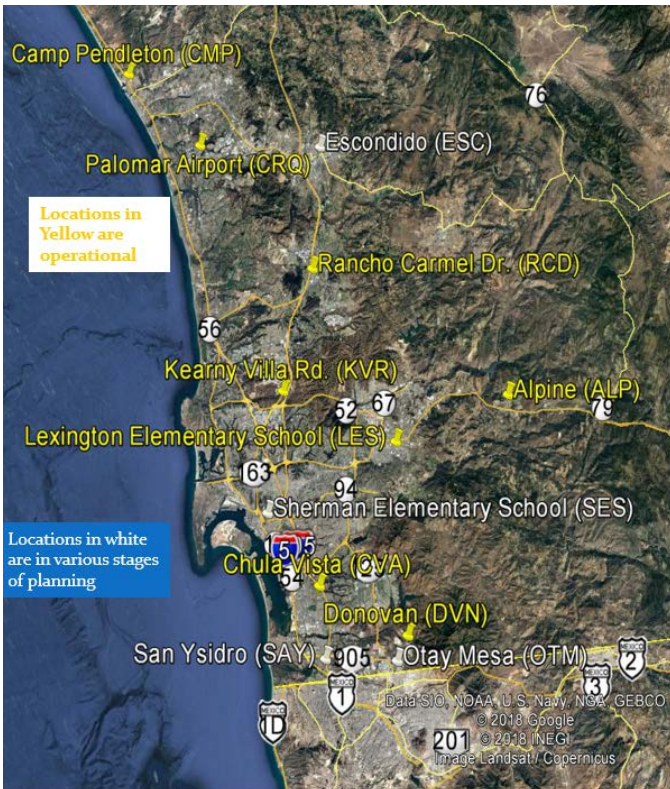 Camp Pendleton (CMP)
76
Escondido (ESC)
Palomar Airport (CRQ)
Locations in
Yellow are
operational
Rancho Carmel Dr. (RCD)
56
Kearny Villa Rd. (KVR)
Alpine (ALP)
52
67
79
Lexington Elementary School (LES)
163
94
Sherman Elementary School (SES)
Locations in white
are in various stages
of planning
5
Chula Vista (CVA)
54
Donovan (DVN)
San Ysidro (SAY)
905
Otay Mesa (OTM)
MEXICO
2
MEXICO
3
MEXICO
1
MEXICO
1D
Data SIO, NOAA, U.S. Navy, NGA, GEBCO
© 2018 Google
© 2018 INEGI
201
Image Landsat / Copernicus